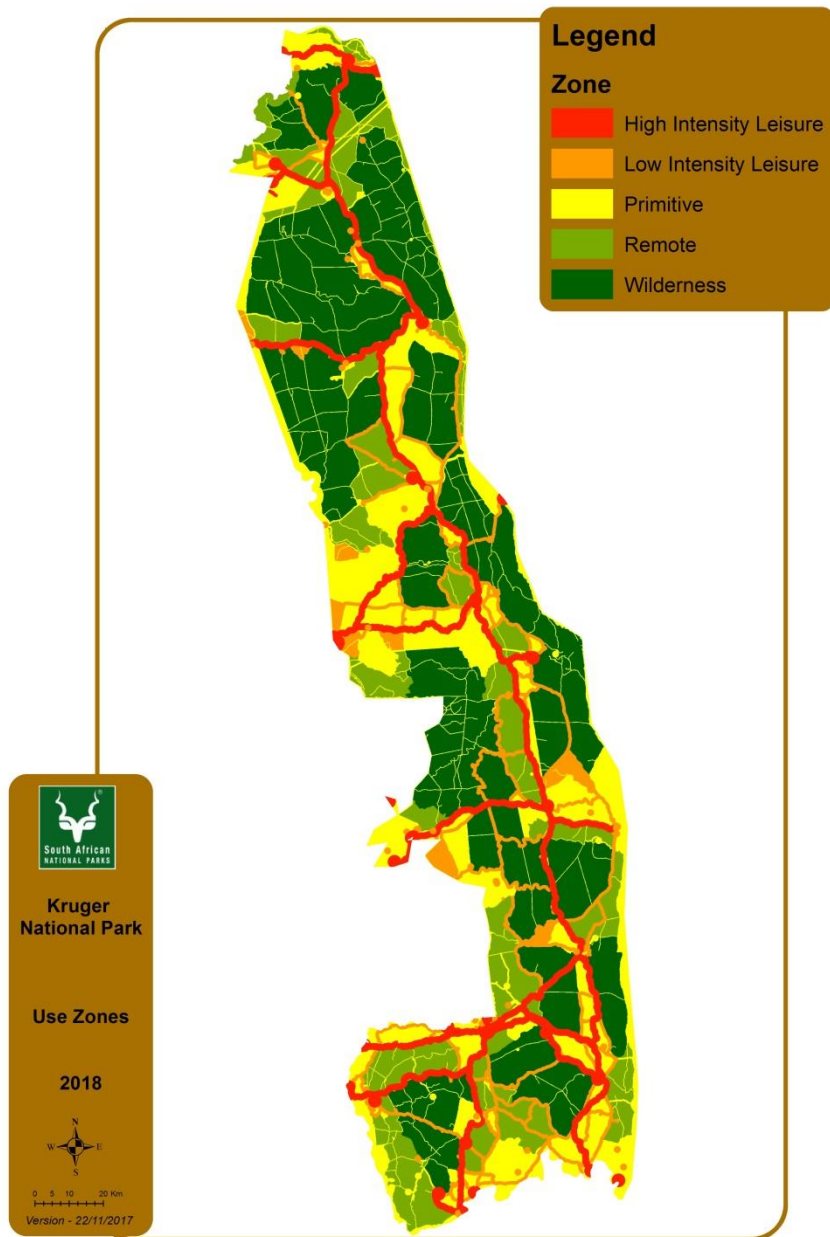 Legend
Zone
High Intensity Leisure
Low Intensity Leisure
Primitive
Remote
Wilderness
®
South African
NATIONAL PARKS
Kruger
National Park
Use Zones
2018
N
W E
S
0 5 10 20 Km
Version - 22/11/2017